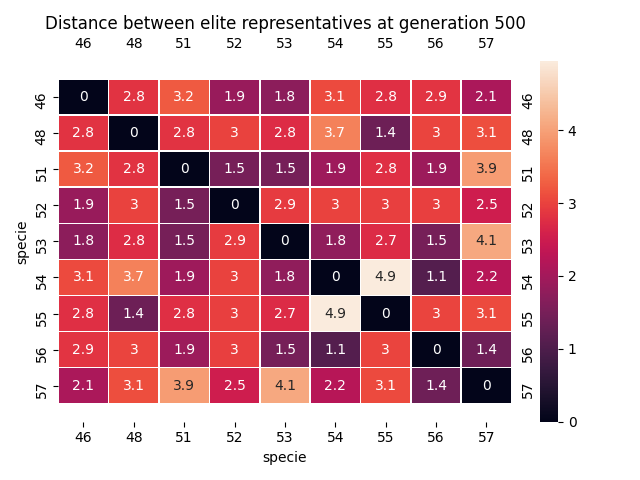 Distance between elite representatives at generation 500
46 48 51 52 53 54 55 56 57
46 0 2.8 3.2 1.9 1.8 3.1 2.8 2.9 2.1 46
48 2.8 0 2.8 3 2.8 3.7 1.4 3 3.1 48
51 3.2 2.8 0 1.5 1.5 1.9 2.8 1.9 3.9 51
52 1.9 3 1.5 0 2.9 3 3 3 2.5 52
53 1.8 2.8 1.5 2.9 0 1.8 2.7 1.5 4.1 53
54 3.1 3.7 1.9 3 1.8 0 4.9 1.1 2.2 54
55 2.8 1.4 2.8 3 2.7 4.9 0 3 3.1 55
56 2.9 3 1.9 3 1.5 1.1 3 0 1.4 56
57 2.1 3.1 3.9 2.5 4.1 2.2 3.1 1.4 0 57
46 48 51 52 53 54 55 56 57
specie
specie
4
3
2
1
0